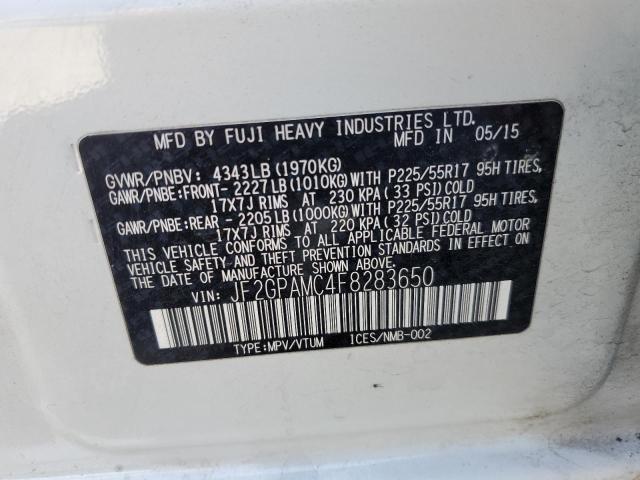 MFD BY FUJI HEAVY INDUSTRIES LTD.
MFD IN 05/15
GVWR/PNBV: 4343LB(1970KG)
GAWR/PNBE:FRONT- 2227LB(1010KG)WITH P225/55R17 95H TIRES,
17X7J RIMS AT 230 KPA (33 PSI)COLD
GAWR/PNBE:REAR - 2205LB(1000KG)WITH P225/55R17 95H TIRES,
17X7J RIMS AT 220 KPA (32 PSI)COLD
THIS VEHICLE CONFORMS TO ALL APPLICABLE FEDERAL MOTOR
VEHICLE SAFETY AND THEFT PREVENTION STANDARDS IN EFFECT ON
THE DATE OF MANUFACTURE SHOWN ABOVE.
VIN: JF2GPAMC4F8283650
TYPE:MPV/VTUM ICES/NMB-002